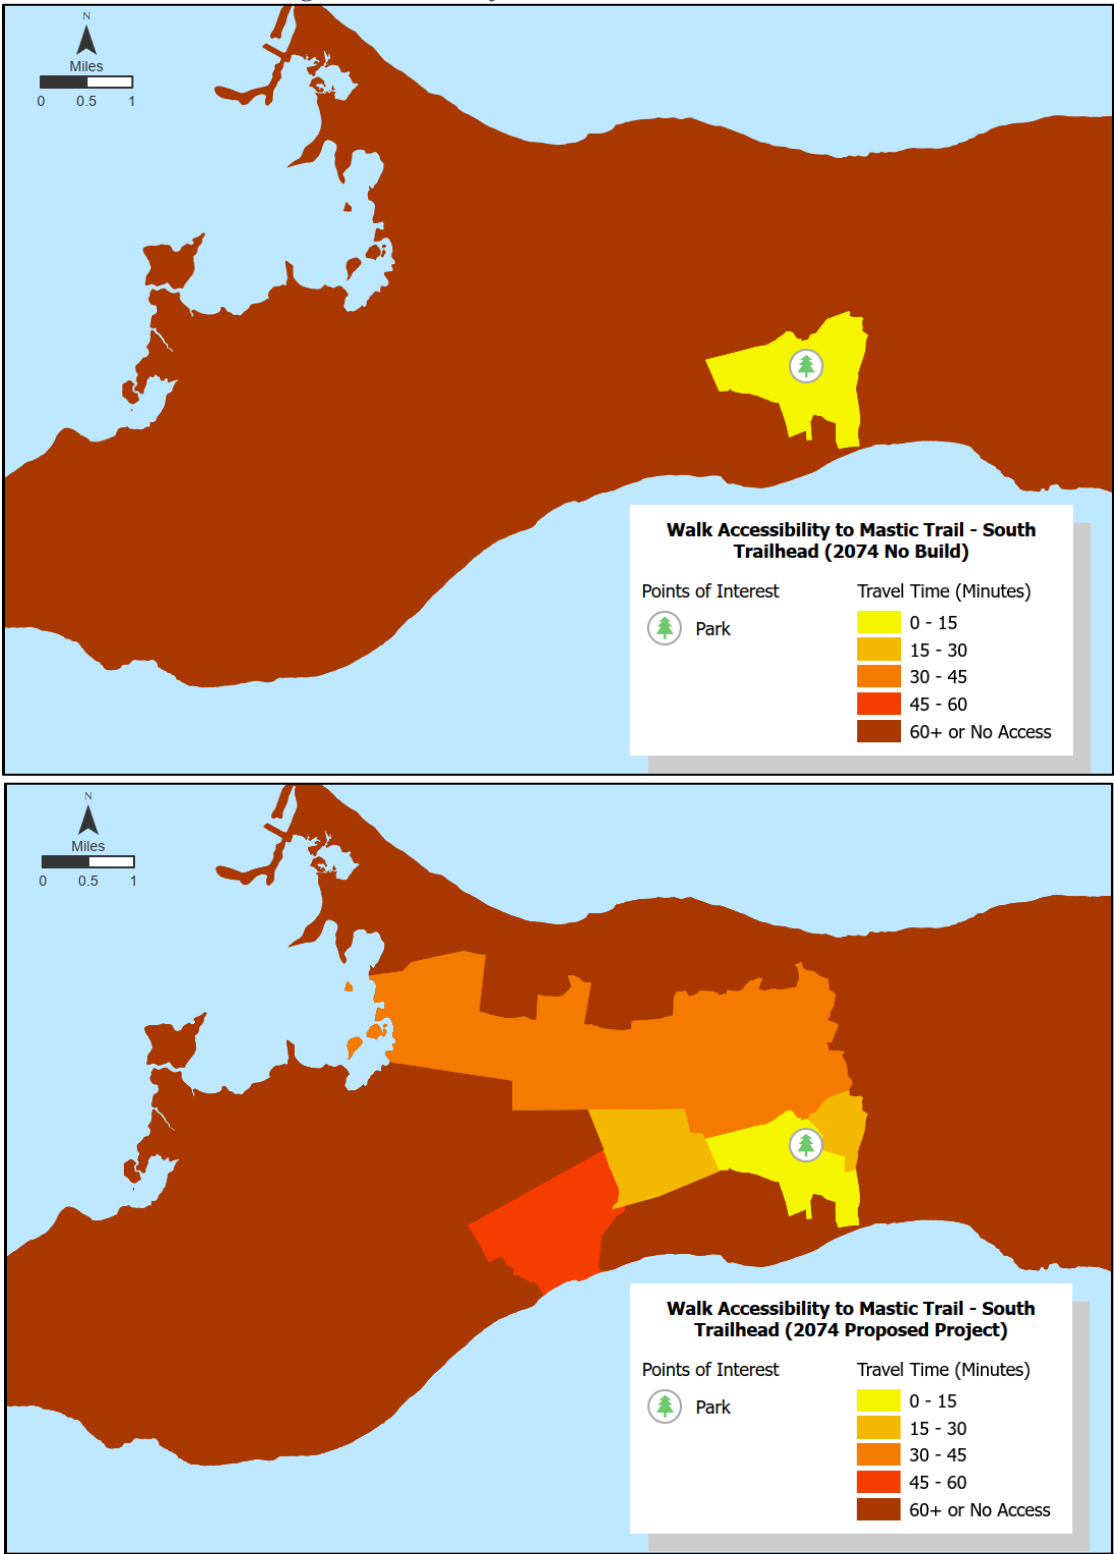 N
Miles
0 0.5 1
Walk Accessibility to Mastic Trail - South
Trailhead (2074 No Build)
Points of Interest
Park
Travel Time (Minutes)
0 - 15
15 - 30
30 - 45
45 - 60
60+ or No Access
N
Miles
0 0.5 1
Walk Accessibility to Mastic Trail - South
Trailhead (2074 Proposed Project)
Points of Interest
Park
Travel Time (Minutes)
0 - 15
15 - 30
30 - 45
45 - 60
60+ or No Access